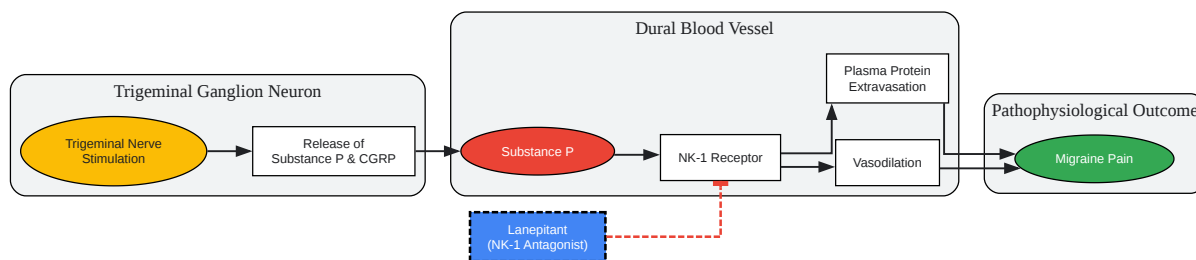 Trigeminal Ganglion Neuron
Trigeminal Nerve
Stimulation
Release of
Substance P & CGRP
Dural Blood Vessel
Substance P
NK-1 Receptor
Plasma Protein
Extravasation
Vasodilation
Lanepitant
(NK-1 Antagonist)
Pathophysiological Outcome
Migraine Pain